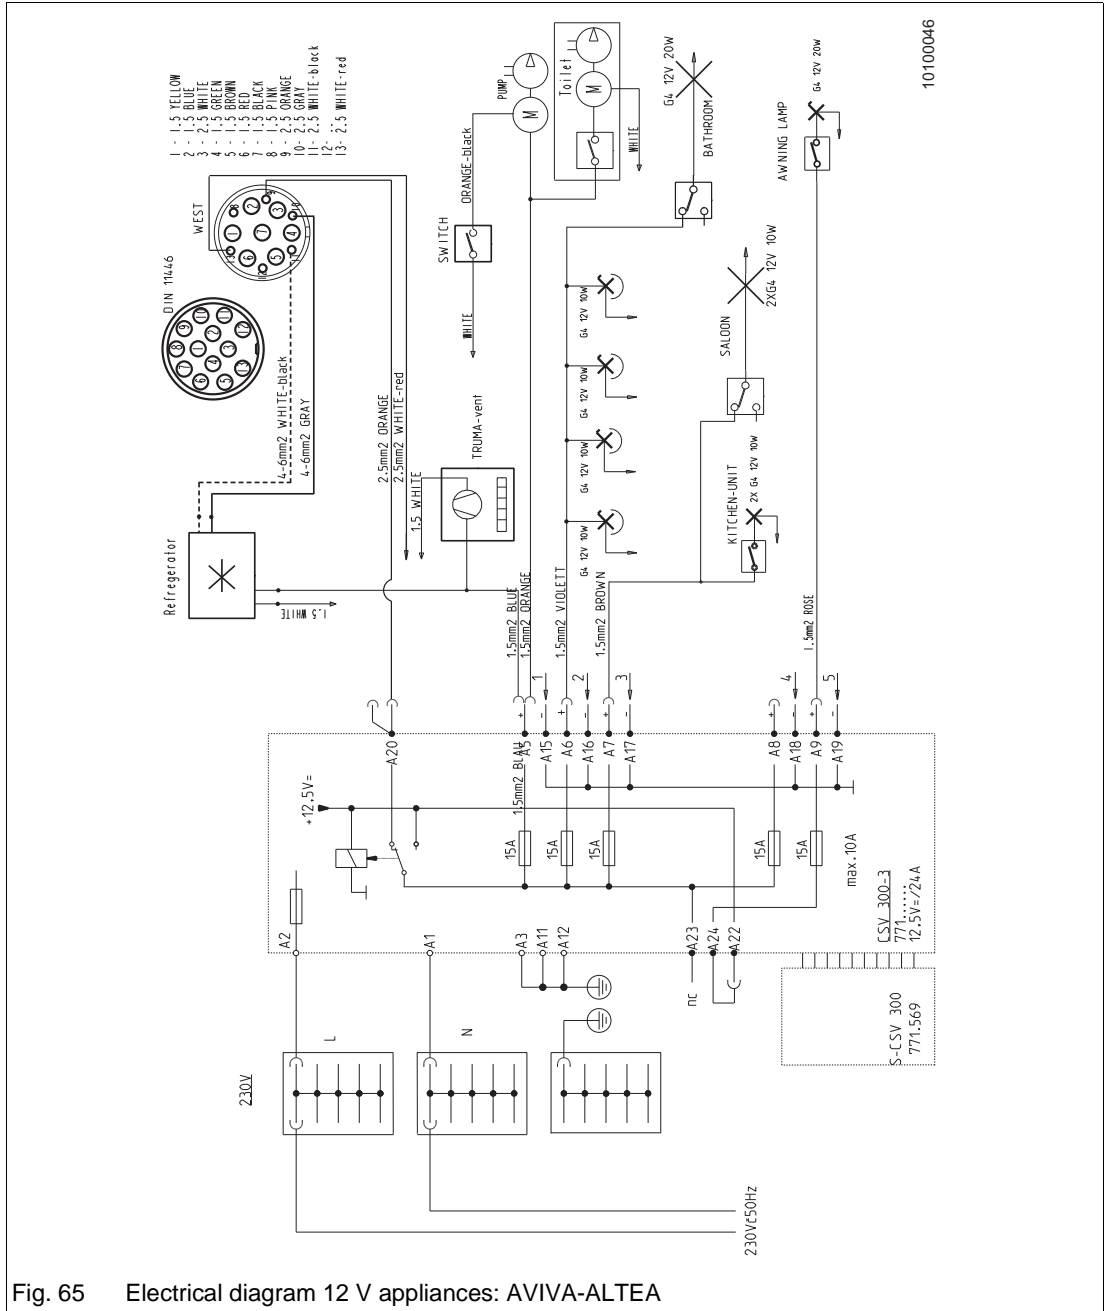 10100046
1 - 1.5 YELLOW
2 - 1.5 BLUE
3 - 2.5 WHITE
4 - 1.5 GREEN
5 - 1.5 BROWN
6 - 1.5 RED
7 - 1.5 BLACK
8 - 1.5 PINK
9 - 2.5 ORANGE
10- 2.5 GRAY
11- 2.5 WHITE-black
12- ..
13- 2.5 WHITE-red
WEST
DIN 11446
4-6mm2 WHITE-black
4-6mm2 GRAY
2.5mm2 ORANGE
2.5mm2 WHITE-red
Refregerator
1.5 WHITE
1.5 WHITE
TRUMA-vent
SWITCH
ORANGE-black
WHITE
PUMP
M
Toilet
M
WHITE
G4 12V 20W
BATHROOM
G4 12V 10W
G4 12V 10W
G4 12V 10W
G4 12V 10W
SALOON
2XG4 12V 10W
KITCHEN-UNIT
2X G4 12V 10W
AWNING LAMP
G4 12V 20W
1.5mm2 BLUE
1.5mm2 ORANGE
1.5mm2 VIOLETT
1.5mm2 BROWN
1.5mm2 ROSE
1
2
3
4
5
A20
A5
A15
A6
A16
A7
A17
A8
A18
A9
A19
1.5mm2 BLAU
+12.5V=
15A
15A
15A
15A
15A
max.10A
CSV 300-3
771......
12.5V=/24A
A2
A1
A3
A11
A12
A23
A24
A22
nc
S-CSV 300
771.569
230V
L
N
230V~50Hz
Fig. 65 Electrical diagram 12 V appliances: AVIVA-ALTEA